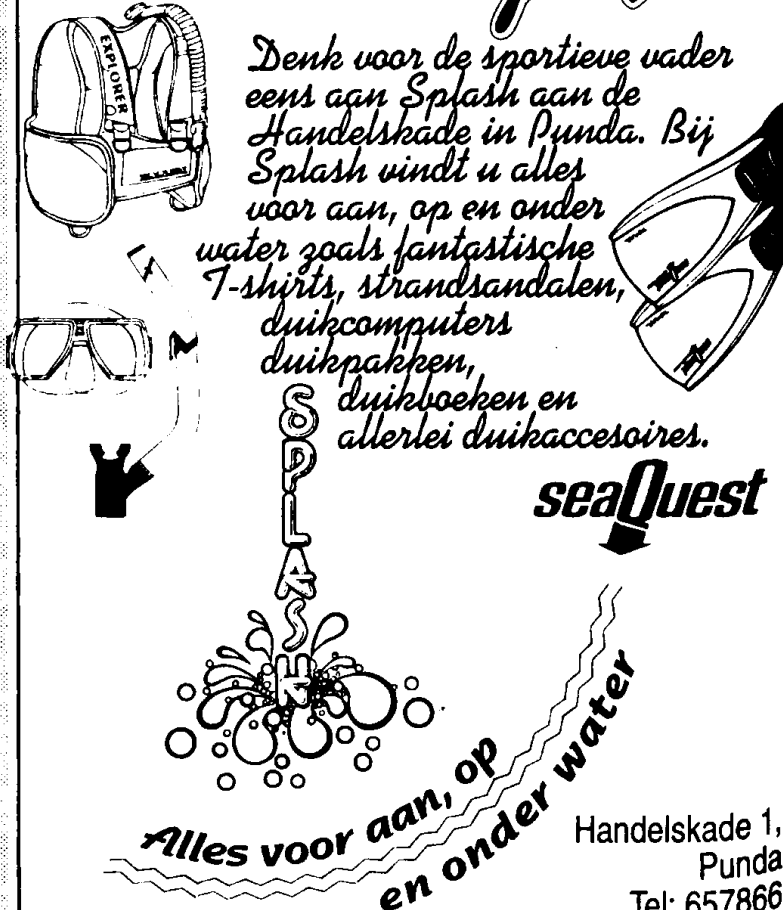 EXPLORER
Denk voor de sportieve vader
eens aan Splash aan de
Handelskade in Punda. Bij
Splash vindt u alles
voor aan, op en onder
water zoals fantastische
T-shirts, strandsandalen,
duikcomputers
duikpakken,
duikboeken en
allerlei duikaccesoires.
SPLASH
seaQuest
Alles voor aan, op
en onder water
Handelskade 1,
Punda
Tel: 657866